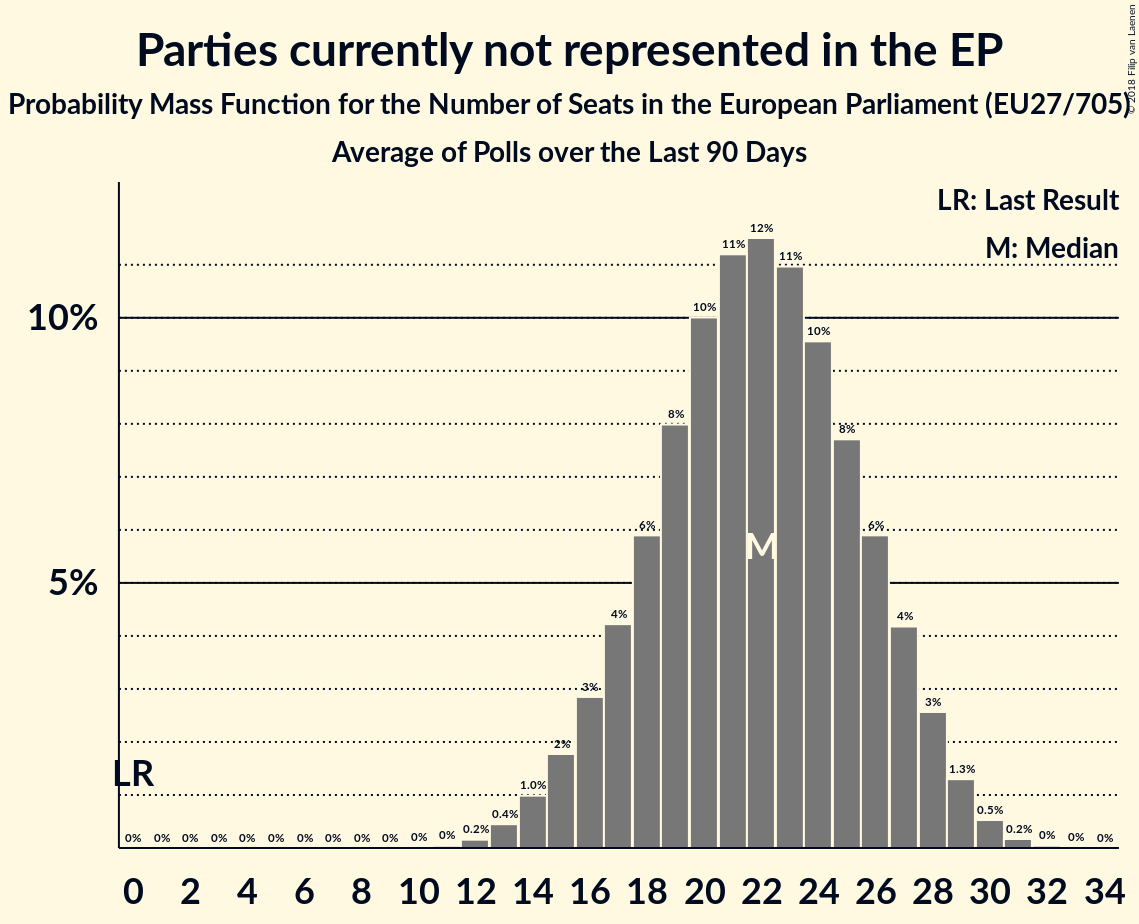 Parties currently not represented in the EP
Probability Mass Function for the Number of Seats in the European Parliament (EU27/705)
Average of Polls over the Last 90 Days
© 2018 Filip van Laenen
LR: Last Result
M: Median
10%
5%
0% 0% 0% 0% 0% 0% 0% 0% 0% 0% 0% 0% 0.2% 0.4% 1.0% 2% 3% 4% 6% 8% 10% 11% 12% 11% 10% 8% 6% 4% 3% 1.3% 0.5% 0.2% 0% 0% 0%
M
LR
0 2 4 6 8 10 12 14 16 18 20 22 24 26 28 30 32 34